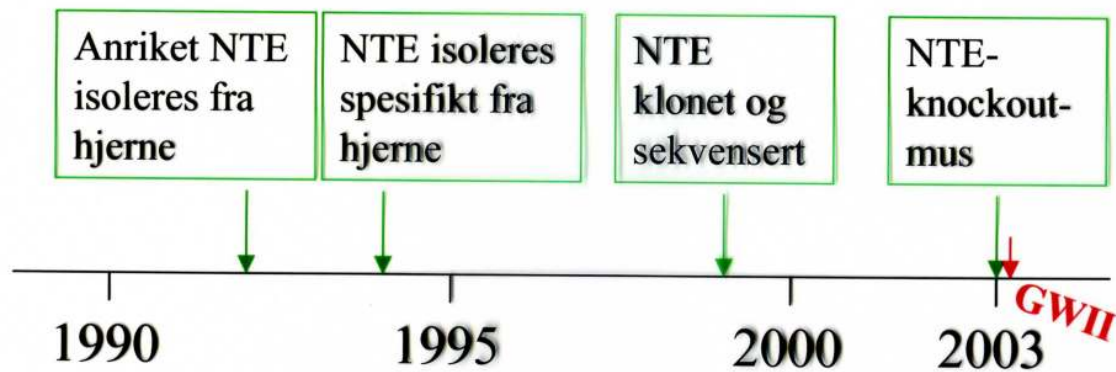 Anriket NTE
isoleres fra
hjerne
NTE isoleres
spesifikt fra
hjerne
NTE
klonet og
sekvensert
NTE-
knockout-
mus
GWII
1990
1995
2000
2003